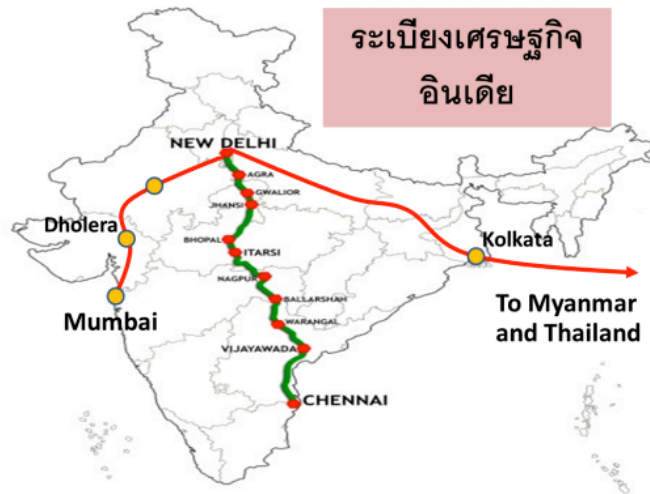 ระเบียงเศรษฐกิจ
อินเดีย
NEW DELHI
AGRA
GWALIOR
JHANSI
Dholera
BHOPAL
ITARSI
Kolkata
NAGPUR
BALLARSHAH
To Myanmar
and Thailand
Mumbai
WARANGAL
VIJAYAWADA
CHENNAI